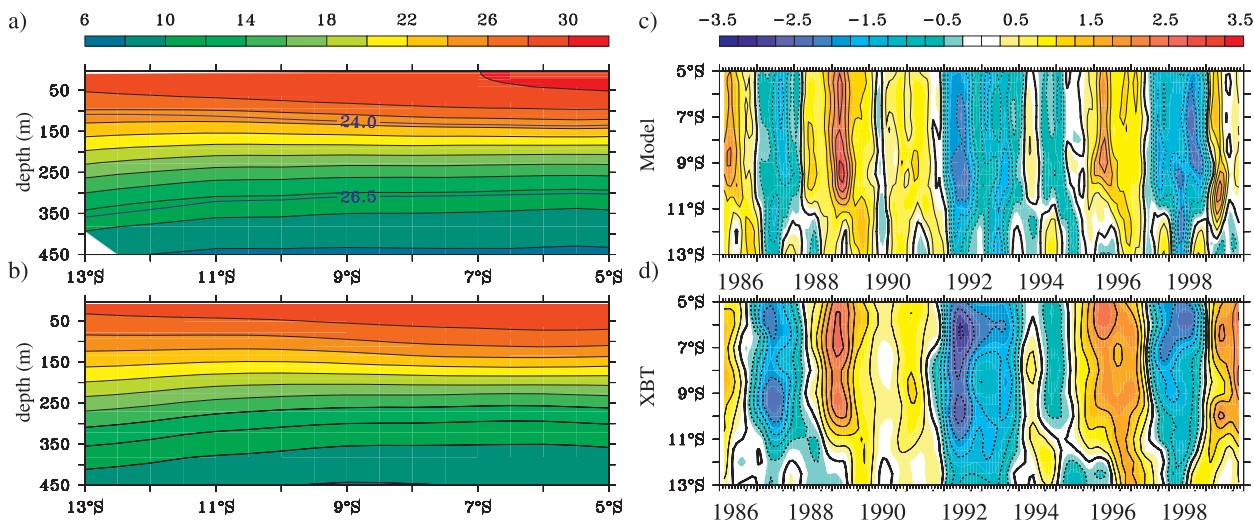 a)
6 10 14 18 22 26 30
depth (m)
50
150
250
350
450
24.0
26.5
13°S 11°S 9°S 7°S 5°S
b)
depth (m)
50
150
250
350
450
13°S 11°S 9°S 7°S 5°S
c)
-3.5 -2.5 -1.5 -0.5 0.5 1.5 2.5 3.5
Model
5°S
7°S
9°S
11°S
13°S
1986 1988 1990 1992 1994 1996 1998
d)
XBT
5°S
7°S
9°S
11°S
13°S
1986 1988 1990 1992 1994 1996 1998